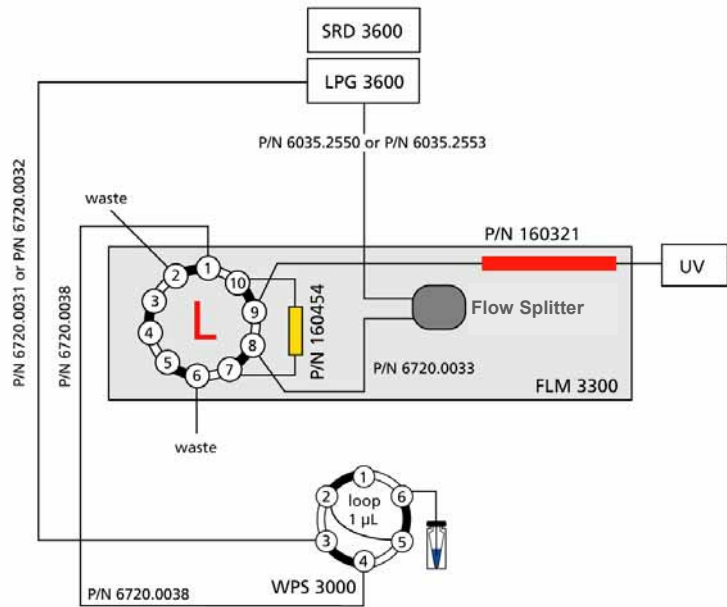 SRD 3600
LPG 3600
P/N 6035.2550 or P/N 6035.2553
P/N 6720.0031 or P/N 6720.0032
P/N 6720.0038
waste
P/N 160321
UV
1
2
3
4
5
6
7
8
9
10
L
P/N 160454
Flow Splitter
P/N 6720.0033
FLM 3300
waste
1
2
3
4
5
6
loop
1 µL
WPS 3000
P/N 6720.0038